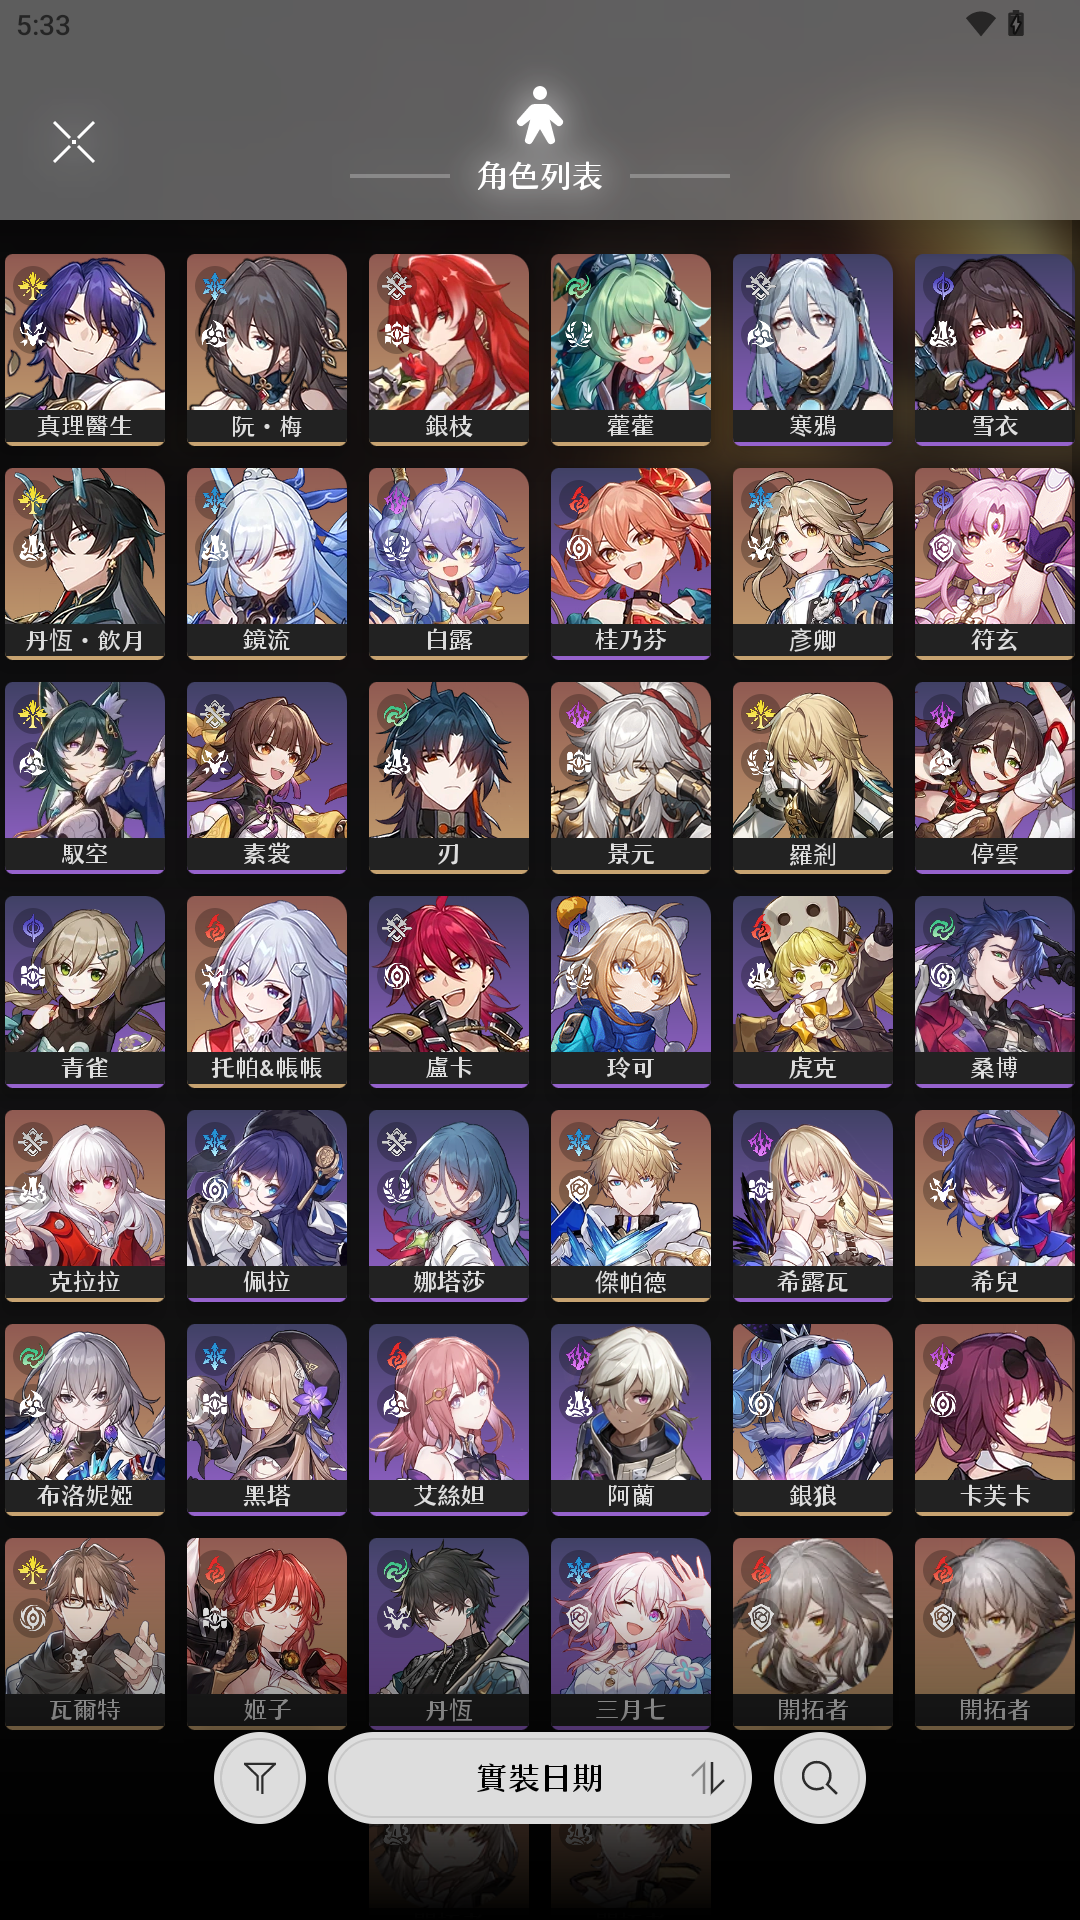 5:33
角色列表
真理醫生 阮・梅 銀枝 藿藿 寒鴉 雪衣
丹恆・飲月 鏡流 白露 桂乃芬 彥卿 符玄
馭空 素裳 刃 景元 羅剎 停雲
青雀 托帕&帳帳 盧卡 玲可 虎克 桑博
克拉拉 佩拉 娜塔莎 傑帕德 希露瓦 希兒
布洛妮婭 黑塔 艾絲妲 阿蘭 銀狼 卡芙卡
瓦爾特 姬子 丹恆 三月七 開拓者 開拓者
實裝日期